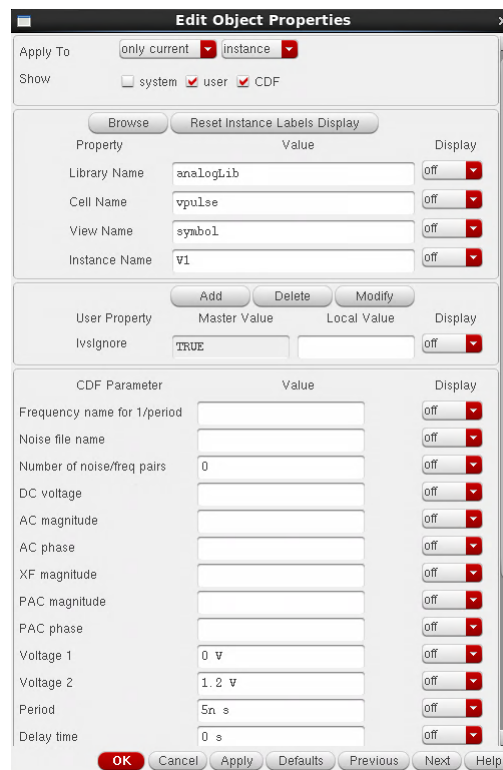 Edit Object Properties
Apply To only current instance
Show system user CDF
Browse Reset Instance Labels Display
Property Value Display
Library Name analogLib off
Cell Name vpulse off
View Name symbol off
Instance Name V1 off
Add Delete Modify
User Property Master Value Local Value Display
lvsIgnore TRUE off
CDF Parameter Value Display
Frequency name for 1/period off
Noise file name off
Number of noise/freq pairs 0 off
DC voltage off
AC magnitude off
AC phase off
XF magnitude off
PAC magnitude off
PAC phase off
Voltage 1 0 V off
Voltage 2 1.2 V off
Period 5n s off
Delay time 0 s off
OK Cancel Apply Defaults Previous Next Help